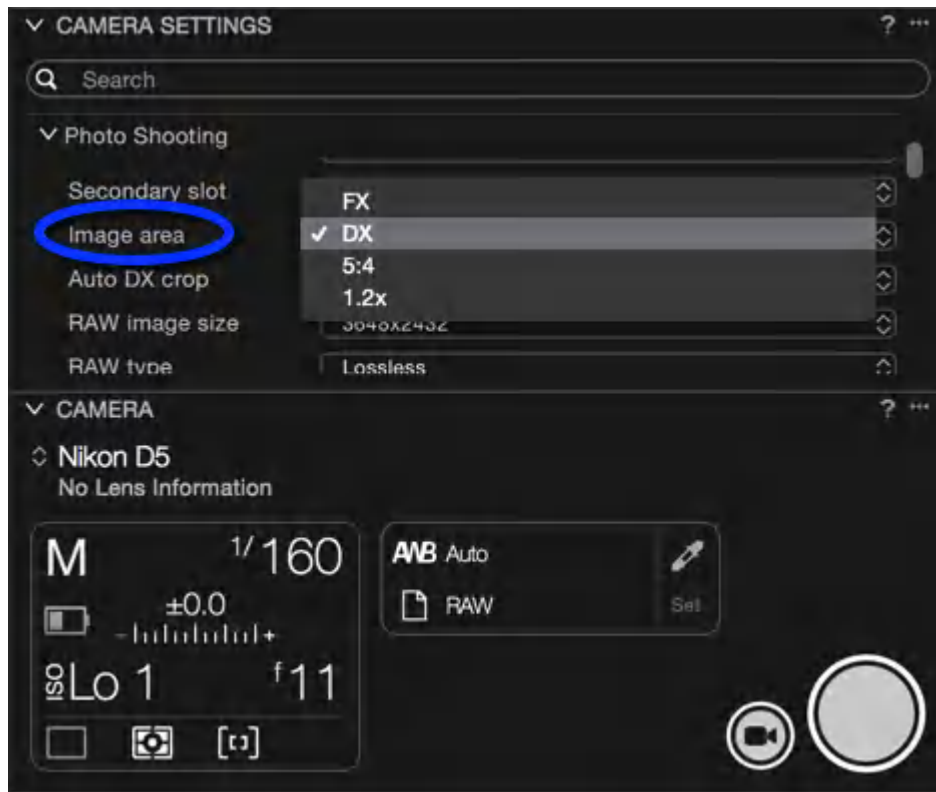 CAMERA SETTINGS ? ...
Search
Photo Shooting
Secondary slot
FX
Image area ✓ DX
5:4
Auto DX crop
1.2x
RAW image size 3648x2432
RAW type Lossless
CAMERA ? ...
Nikon D5
No Lens Information
M 1/160 AWB Auto
±0.0 RAW Set
- +
ISO Lo 1 f11